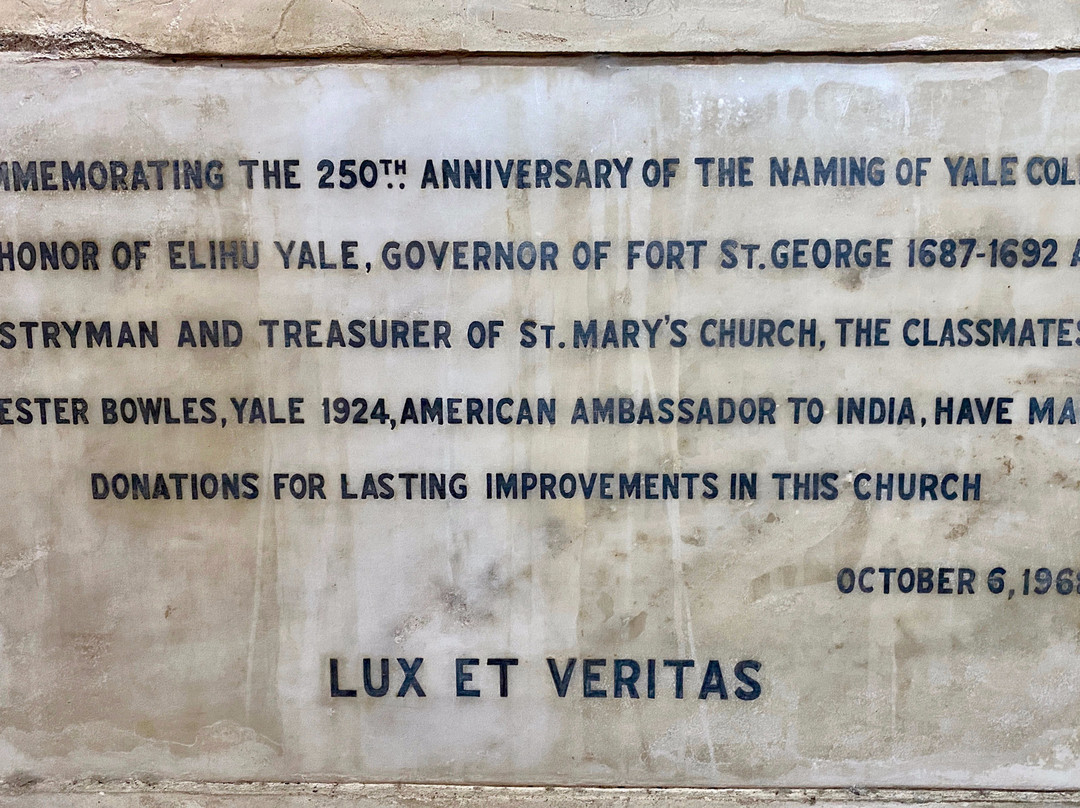 MMEMORATING THE 250TH ANNIVERSARY OF THE NAMING OF YALE COL
HONOR OF ELIHU YALE, GOVERNOR OF FORT ST. GEORGE 1687-1692 A
STRYMAN AND TREASURER OF ST. MARY'S CHURCH, THE CLASSMATES
ESTER BOWLES, YALE 1924, AMERICAN AMBASSADOR TO INDIA, HAVE MA
DONATIONS FOR LASTING IMPROVEMENTS IN THIS CHURCH
OCTOBER 6, 1968
LUX ET VERITAS